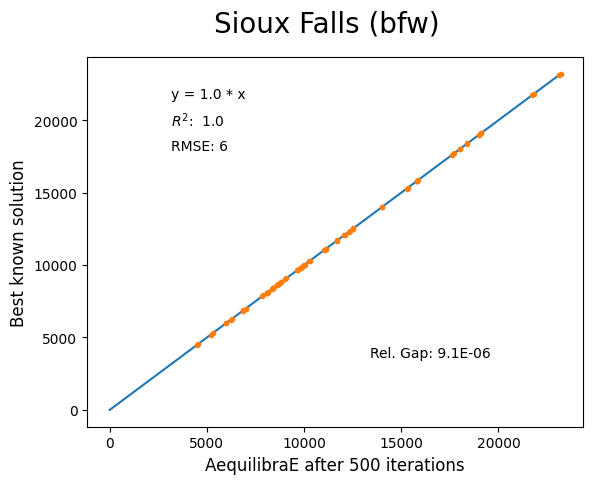 Sioux Falls (bfw)
y = 1.0 * x
R²: 1.0
RMSE: 6
Rel. Gap: 9.1E-06
Best known solution
20000
15000
10000
5000
0
0 5000 10000 15000 20000
AequilibraE after 500 iterations